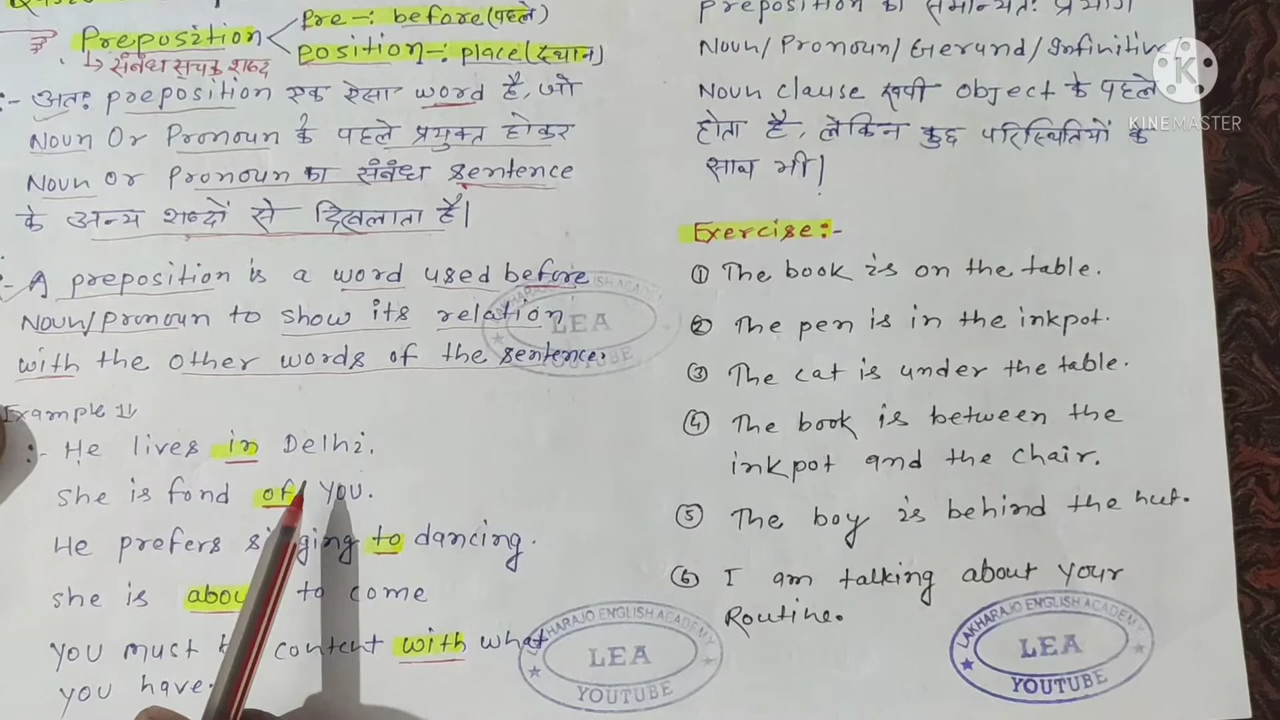 Preposition
Pre-: before (पहले)
Position-: place (स्थान)
→ संबंध सूचक शब्द
:- अतः preposition एक ऐसा word है, जो
Noun Or Pronoun के पहले प्रयुक्त होकर
Noun Or Pronoun का संबंध sentence
के अन्य शब्दों से दिखलाता है।
:- A preposition is a word used before
Noun/Pronoun to show its relation
with the other words of the sentence.
Example 1
:- He lives in Delhi.
She is fond of you.
He prefers singing to dancing.
She is about to come
You must be content with what
you have.
Preposition का सामान्यतः प्रयोग
Noun/Pronoun/Gerund/Infinitive/
Noun clause रूपी object के पहले
होता है, लेकिन कुछ परिस्थितियों के
साथ भी।
Exercise:-
① The book is on the table.
② The pen is in the inkpot.
③ The cat is under the table.
④ The book is between the
inkpot and the chair.
⑤ The boy is behind the hut.
⑥ I am talking about your
Routine.
K
KINEMASTER
LEA
YOUTUBE
LAKHARAJO ENGLISH ACADEMY
LEA
YOUTUBE
LAKHARAJO ENGLISH ACADEMY
LEA
YOUTUBE